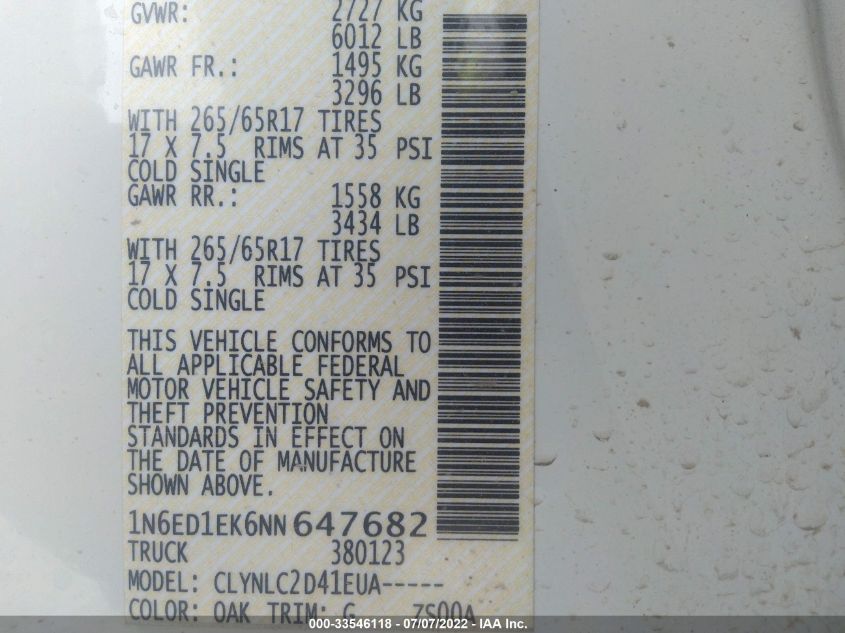 GVWR: 2727 KG
6012 LB
GAWR FR.: 1495 KG
3296 LB
WITH 265/65R17 TIRES
17 X 7.5 RIMS AT 35 PSI
COLD SINGLE
GAWR RR.: 1558 KG
3434 LB
WITH 265/65R17 TIRES
17 X 7.5 RIMS AT 35 PSI
COLD SINGLE
THIS VEHICLE CONFORMS TO
ALL APPLICABLE FEDERAL
MOTOR VEHICLE SAFETY AND
THEFT PREVENTION
STANDARDS IN EFFECT ON
THE DATE OF MANUFACTURE
SHOWN ABOVE.
1N6ED1EK6NN647682
TRUCK 380123
MODEL: CLYNLC2D41EUA-----
COLOR: QAK TRIM: G ZS00A
000-33546118 - 07/07/2022 - IAA Inc.